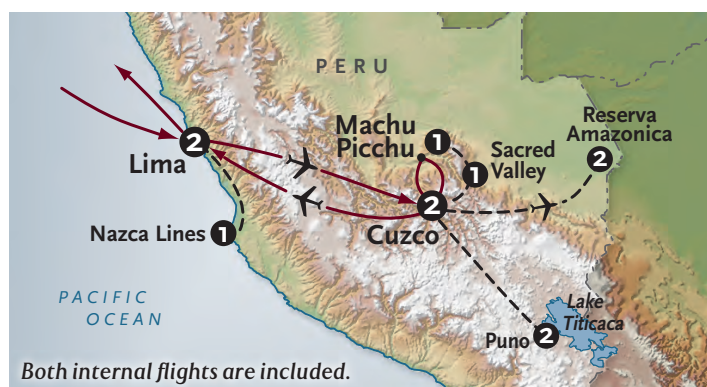 PERU
Reserva
Amazonica
2
Machu
Picchu
1
Sacred
Valley
1
2
Lima
2
Cuzco
Nazca Lines 1
PACIFIC
OCEAN
Lake
Titicaca
Puno 2
Both internal flights are included.